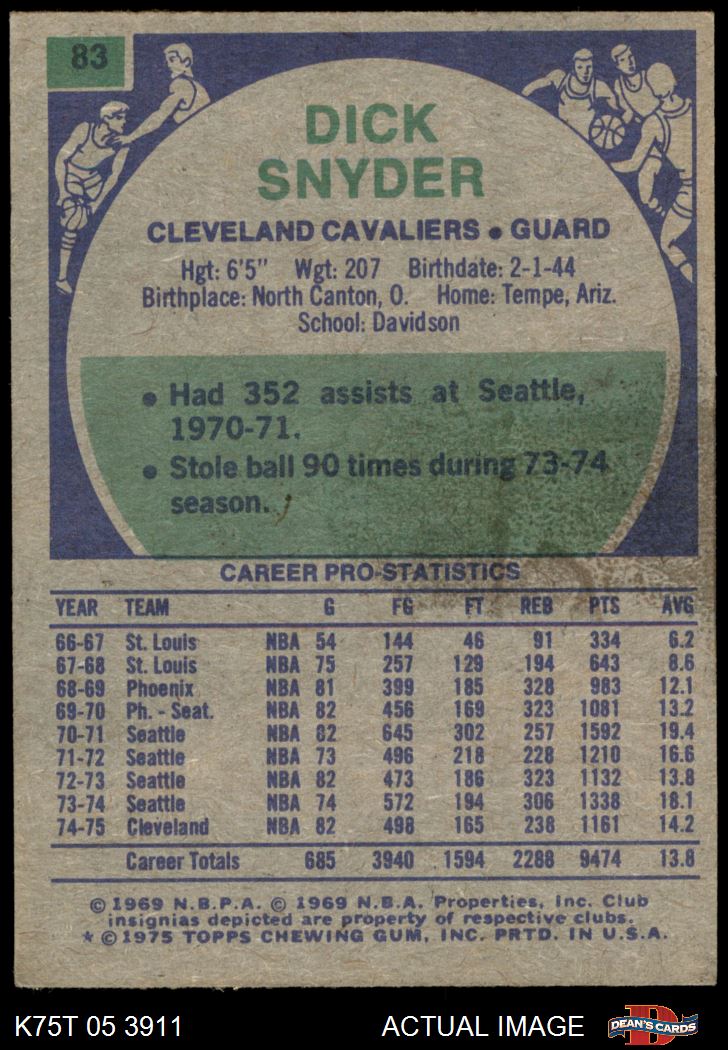 83
DICK
SNYDER
CLEVELAND CAVALIERS • GUARD
Hgt: 6'5" Wgt: 207 Birthdate: 2-1-44
Birthplace: North Canton, O. Home: Tempe, Ariz.
School: Davidson
• Had 352 assists at Seattle,
1970-71.
• Stole ball 90 times during 73-74
season.
CAREER PRO-STATISTICS
YEAR TEAM G FG FT REB PTS AVG
66-67 St. Louis NBA 54 144 46 91 334 6.2
67-68 St. Louis NBA 75 257 129 194 643 8.6
68-69 Phoenix NBA 81 399 185 328 983 12.1
69-70 Ph. - Seat. NBA 82 456 169 323 1081 13.2
70-71 Seattle NBA 82 645 302 257 1592 19.4
71-72 Seattle NBA 73 496 218 228 1210 16.6
72-73 Seattle NBA 82 473 186 323 1132 13.8
73-74 Seattle NBA 74 572 194 306 1338 18.1
74-75 Cleveland NBA 82 498 165 238 1161 14.2
Career Totals 685 3940 1594 2288 9474 13.8
© 1969 N.B.P.A. © 1969 N.B.A. Properties, Inc. Club
insignias depicted are property of respective clubs.
* © 1975 TOPPS CHEWING GUM, INC. PRTD. IN U.S.A.
K75T 05 3911 ACTUAL IMAGE DEAN'S CARDS